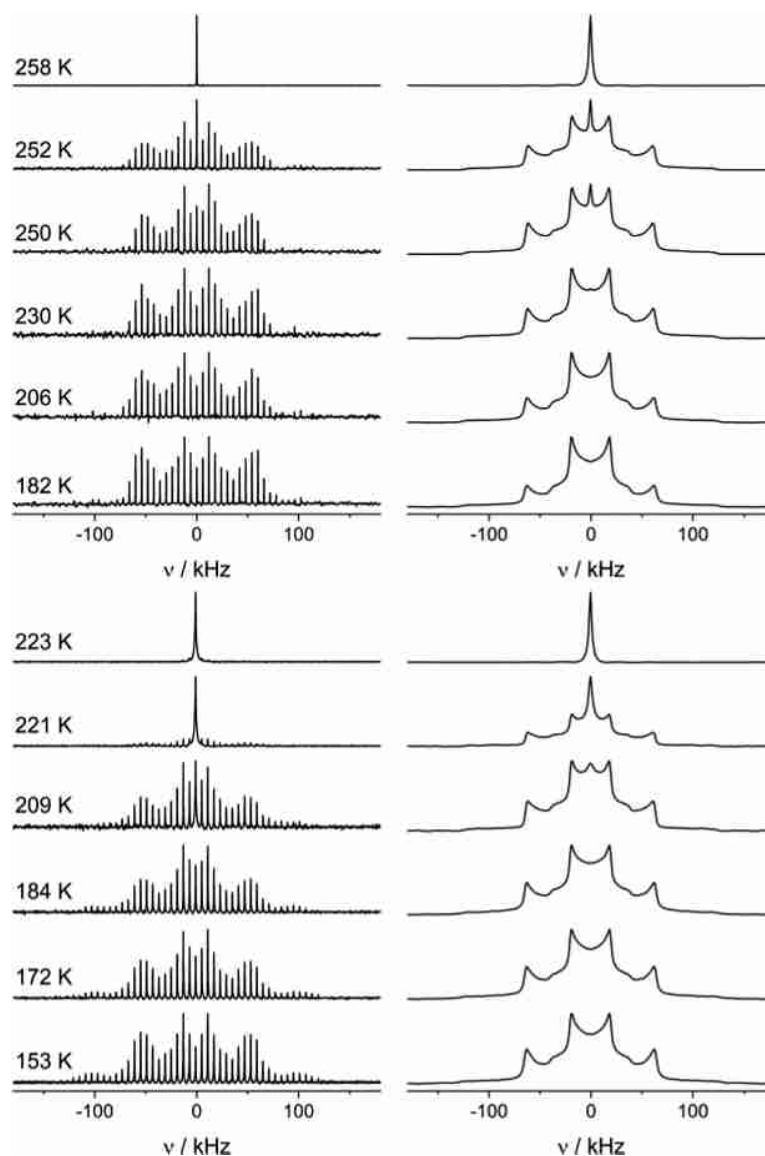 258 K
252 K
250 K
230 K
206 K
182 K
-100 0 100 -100 0 100
ν / kHz ν / kHz
223 K
221 K
209 K
184 K
172 K
153 K
-100 0 100 -100 0 100
ν / kHz ν / kHz